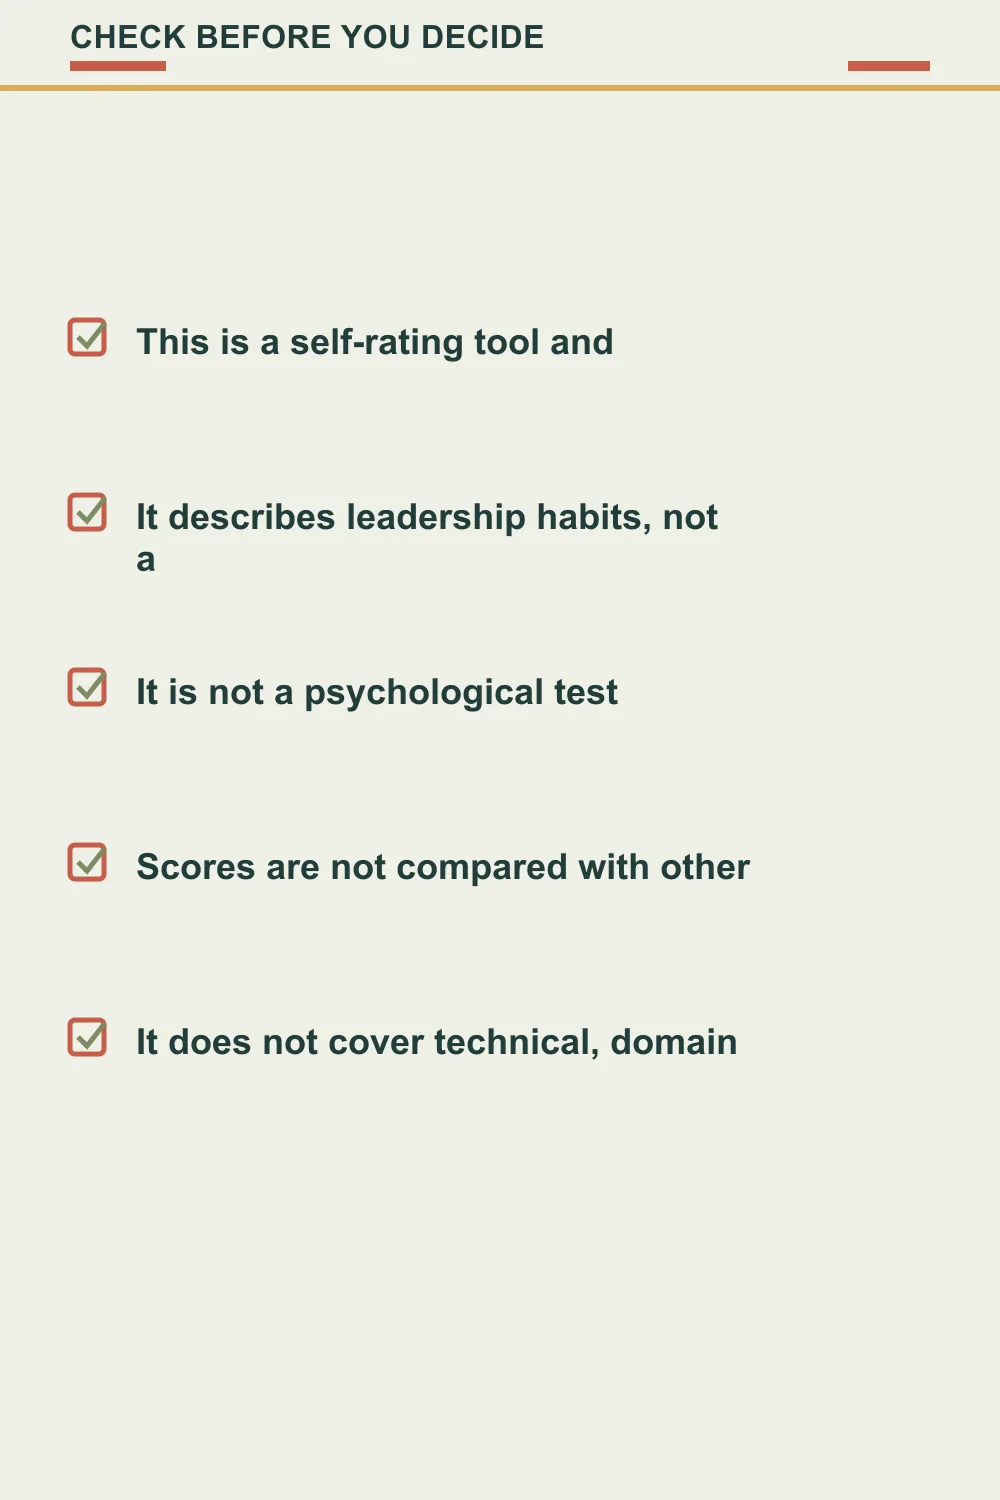 CHECK BEFORE YOU DECIDE
This is a self-rating tool and
It describes leadership habits, not
a
It is not a psychological test
Scores are not compared with other
It does not cover technical, domain